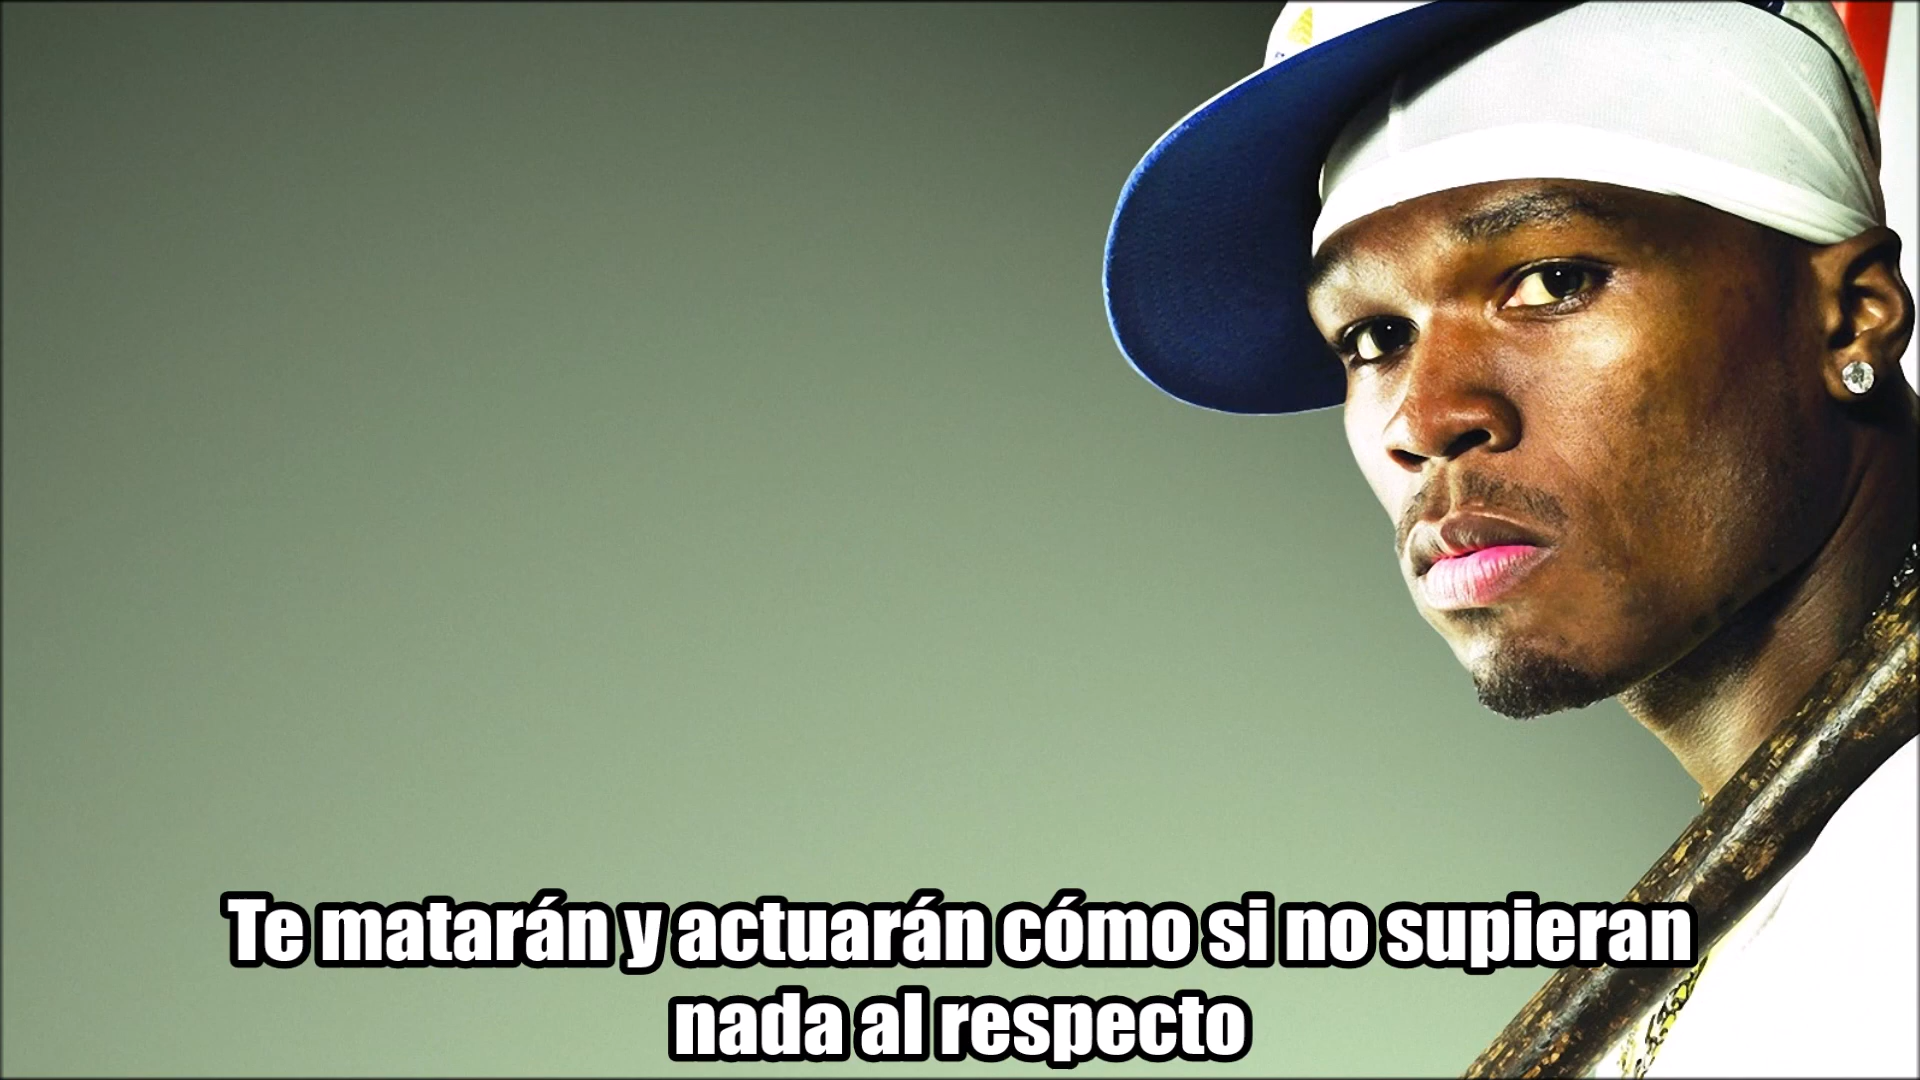 Te matarán y actuarán cómo si no supieran
nada al respecto